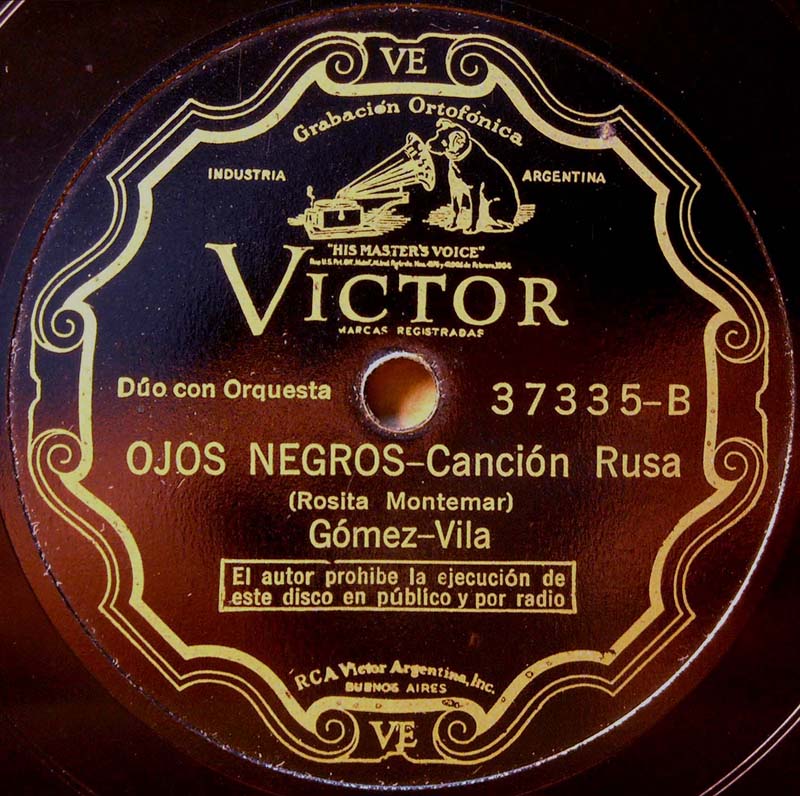 VE
Grabación Ortofónica
INDUSTRIA ARGENTINA
"HIS MASTER'S VOICE"
VICTOR
MARCAS REGISTRADAS
Dúo con Orquesta 37335-B
OJOS NEGROS-Canción Rusa
(Rosita Montemar)
Gómez-Vila
El autor prohibe la ejecución de
este disco en público y por radio
RCA Victor Argentina, Inc.
BUENOS AIRES
VE